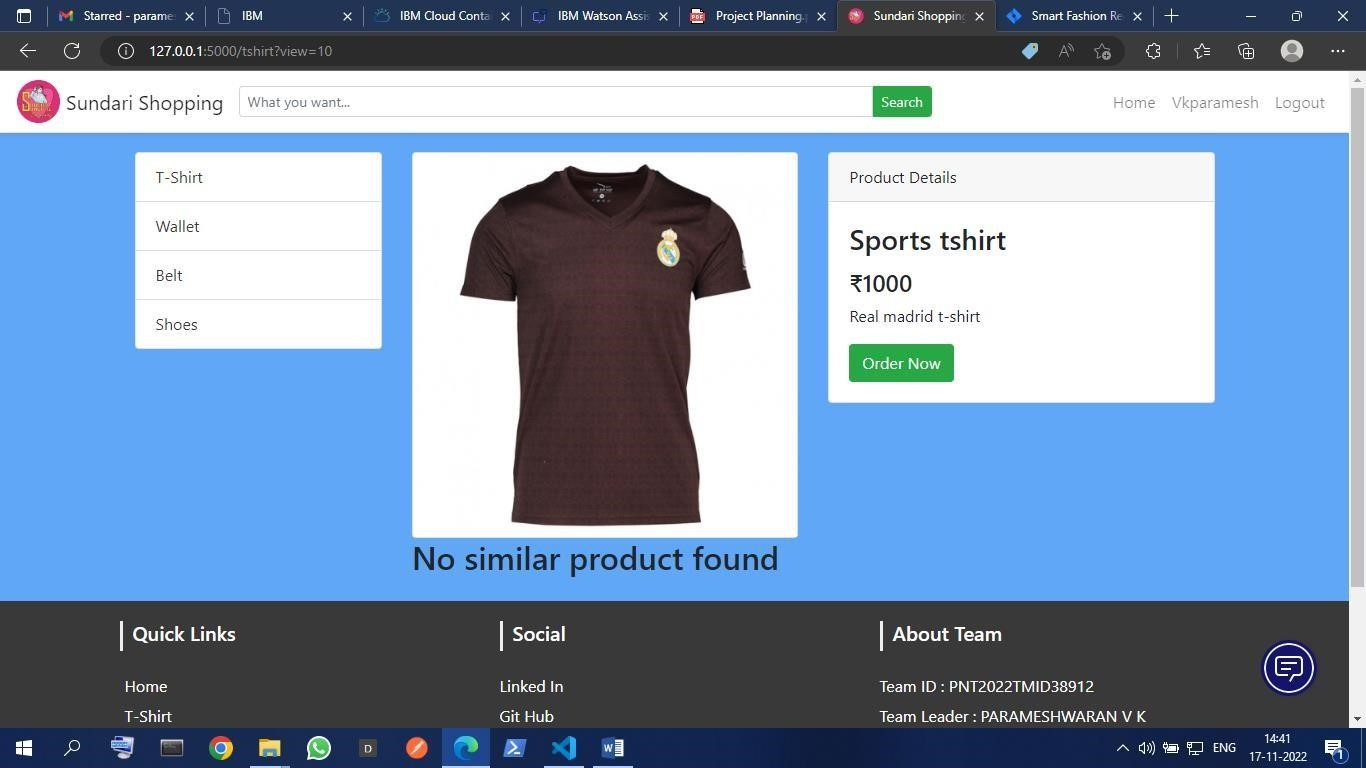 Starred - parame
IBM
IBM Cloud Conta
IBM Watson Assis
Project Planning.p
Sundari Shopping
Smart Fashion Re
127.0.0.1:5000/tshirt?view=10
Sundari Shopping
What you want...
Search
Home
Vkparamesh
Logout
T-Shirt
Wallet
Belt
Shoes
Product Details
Sports tshirt
₹1000
Real madrid t-shirt
Order Now
No similar product found
Quick Links
Home
T-Shirt
Social
Linked In
Git Hub
About Team
Team ID : PNT2022TMID38912
Team Leader : PARAMESHWARAN V K
ENG
14:41
17-11-2022
1